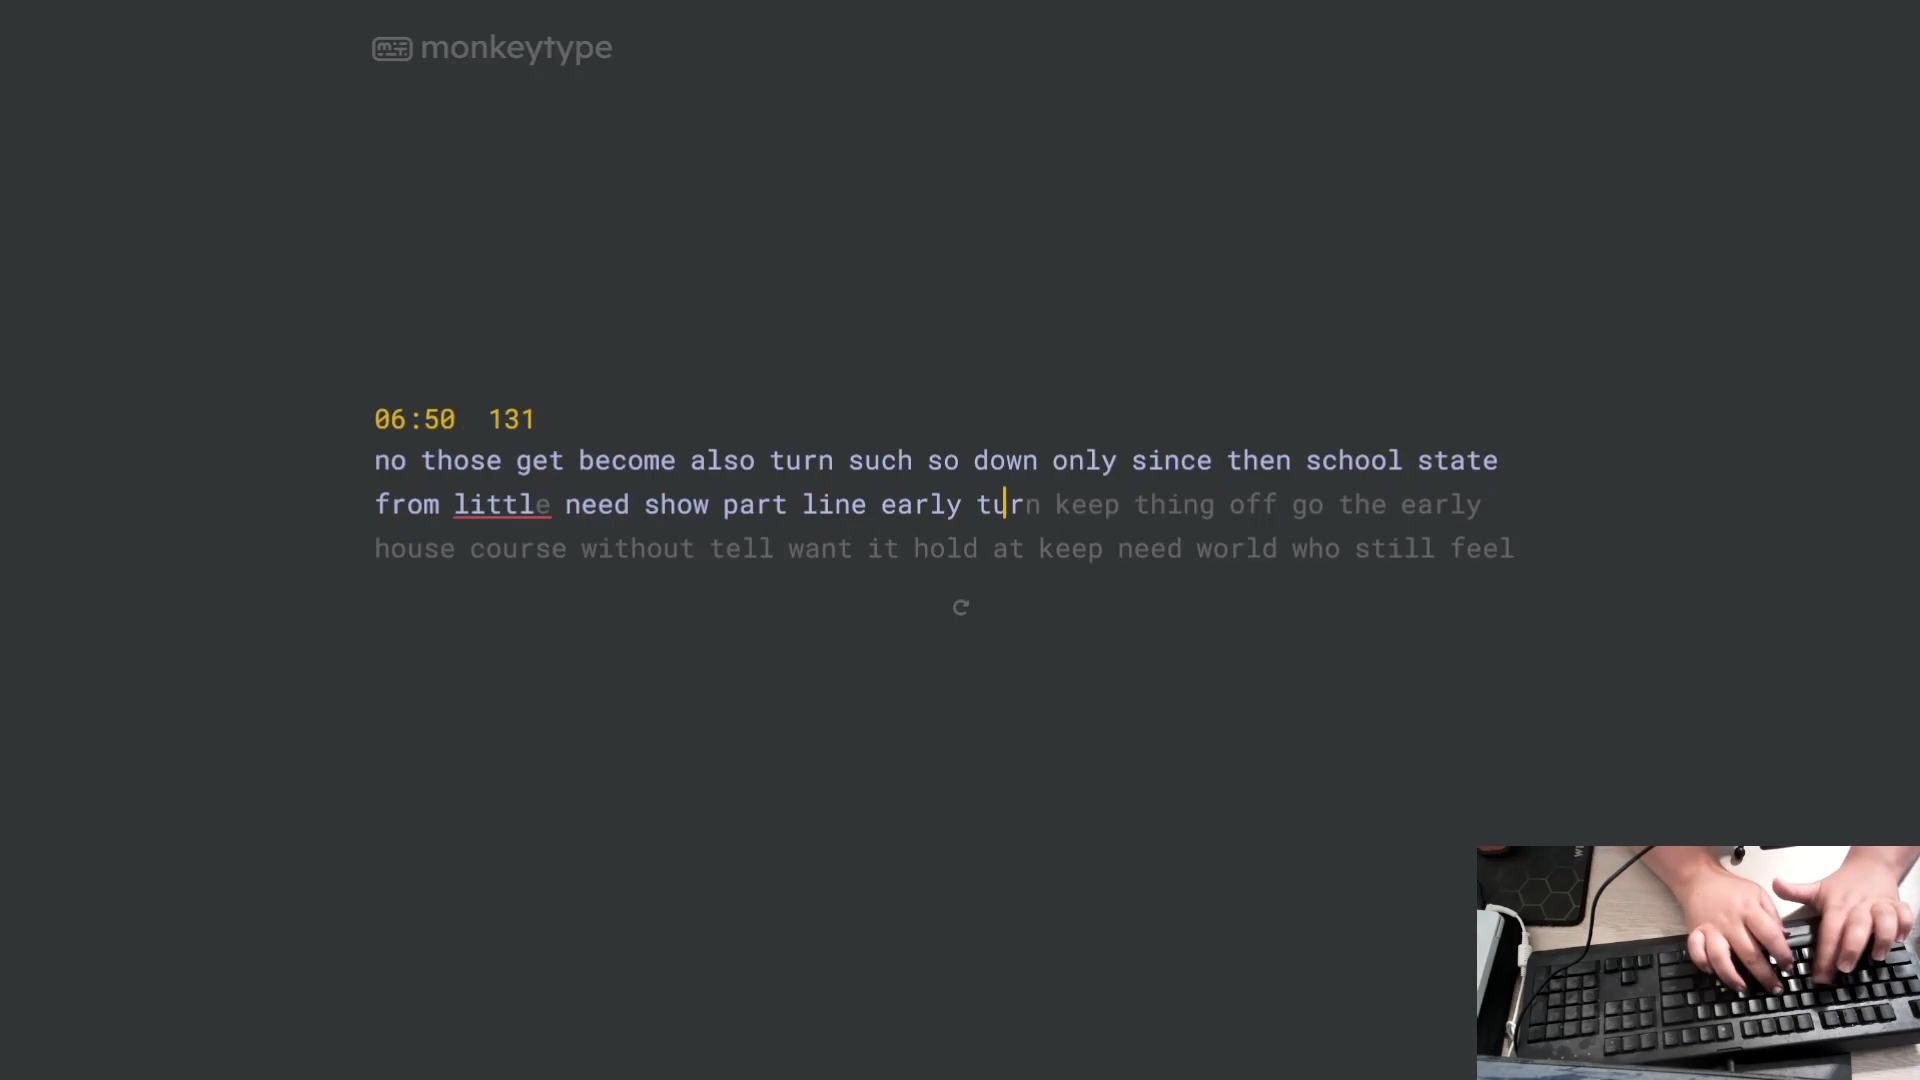 monkeytype
06:50 131
no those get become also turn such so down only since then school state
from little need show part line early turn keep thing off go the early
house course without tell want it hold at keep need world who still feel